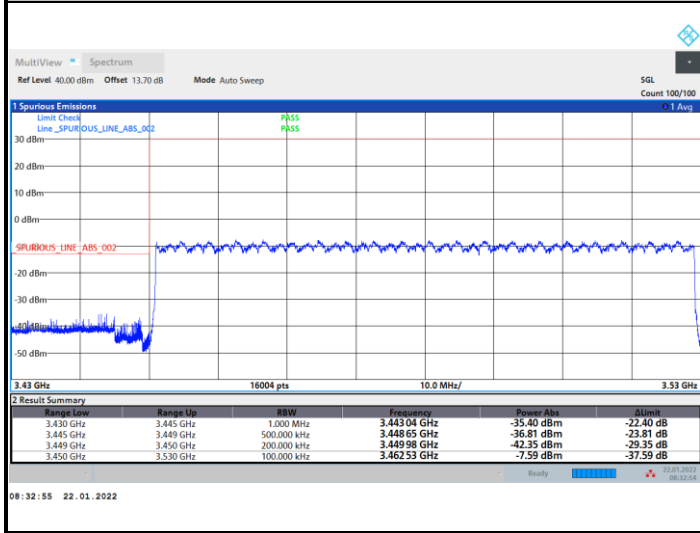 MultiView Spectrum
Ref Level 40.00 dBm Offset 13.70 dB Mode Auto Sweep SGL
Count 100/100
1 Spurious Emissions 1 Avg
Limit Check PASS
Line _SPURIOUS_LINE_ABS_002 PASS
30 dBm
20 dBm
10 dBm
0 dBm
_SPURIOUS_LINE_ABS_002
-20 dBm
-30 dBm
-40 dBm
-50 dBm
3.43 GHz 16004 pts 10.0 MHz/ 3.53 GHz
2 Result Summary
Range Low Range Up RBW Frequency Power Abs ΔLimit
3.430 GHz 3.445 GHz 1.000 MHz 3.443 04 GHz -35.40 dBm -22.40 dB
3.445 GHz 3.449 GHz 500.000 kHz 3.448 65 GHz -36.81 dBm -23.81 dB
3.449 GHz 3.450 GHz 200.000 kHz 3.449 98 GHz -42.35 dBm -29.35 dB
3.450 GHz 3.530 GHz 100.000 kHz 3.462 53 GHz -7.59 dBm -37.59 dB
Ready 22.01.2022
08:32:54
08:32:55 22.01.2022